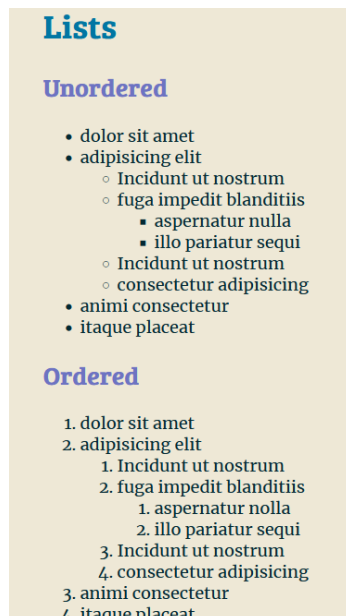 Lists
Unordered
• dolor sit amet
• adipisicing elit
◦ Incidunt ut nostrum
◦ fuga impedit blanditiis
▪ aspernatur nulla
▪ illo pariatur sequi
◦ Incidunt ut nostrum
◦ consectetur adipisicing
• animi consectetur
• itaque placeat
Ordered
1. dolor sit amet
2. adipisicing elit
1. Incidunt ut nostrum
2. fuga impedit blanditiis
1. aspernatur nolla
2. illo pariatur sequi
3. Incidunt ut nostrum
4. consectetur adipisicing
3. animi consectetur
4. itaque placeat